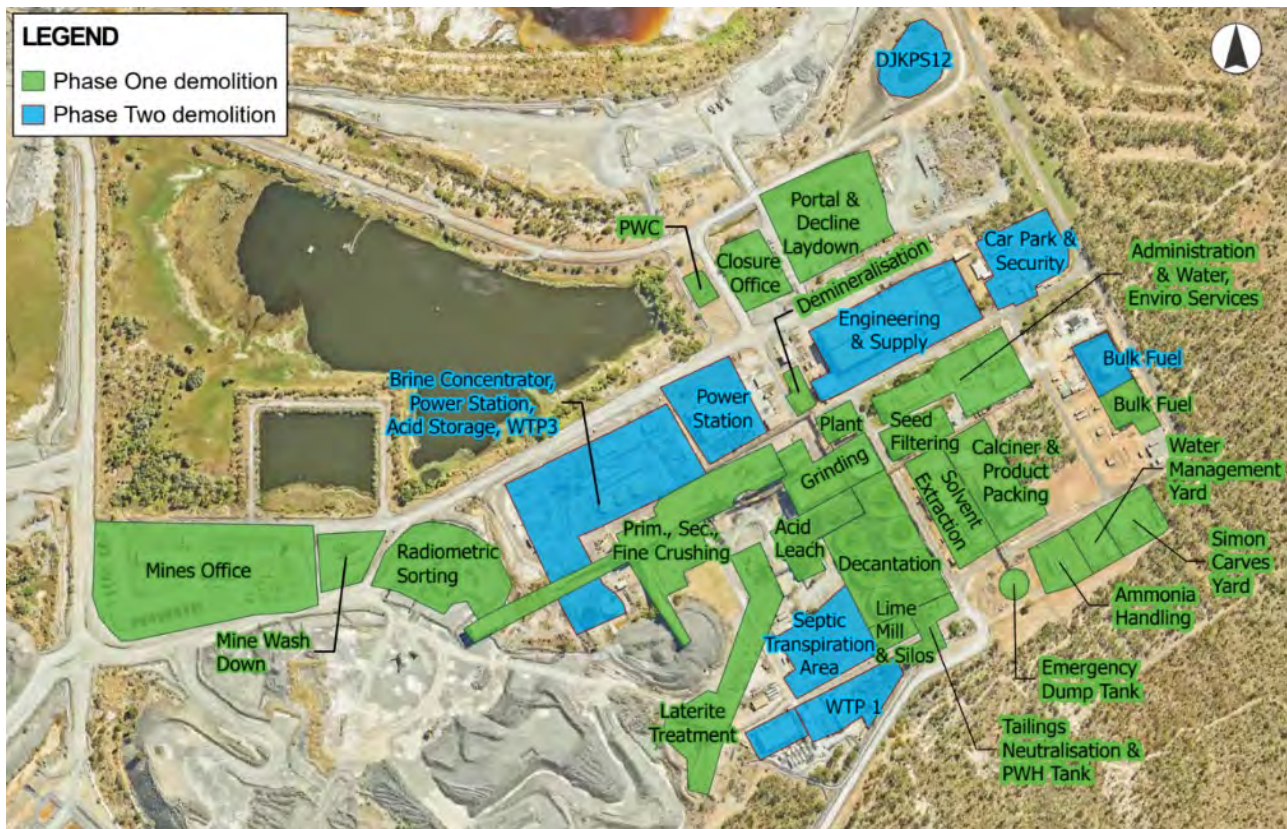 LEGEND
Phase One demolition
Phase Two demolition
DJKPS12
Portal &
Decline
Laydown
PWC
Closure
Office
Demineralisation
Car Park &
Security
Administration
& Water,
Enviro Services
Engineering
& Supply
Bulk Fuel
Bulk Fuel
Brine Concentrator,
Power Station,
Acid Storage, WTP3
Power
Station
Plant
Seed
Filtering
Calciner &
Product
Packing
Water
Management
Yard
Grinding
Solvent
Extraction
Prim., Sec.,
Fine Crushing
Acid
Leach
Decantation
Simon
Carves
Yard
Mines Office
Radiometric
Sorting
Ammonia
Handling
Mine Wash
Down
Septic
Transpiration
Area
Lime
Mill
& Silos
Emergency
Dump Tank
Laterite
Treatment
WTP 1
Tailings
Neutralisation &
PWH Tank